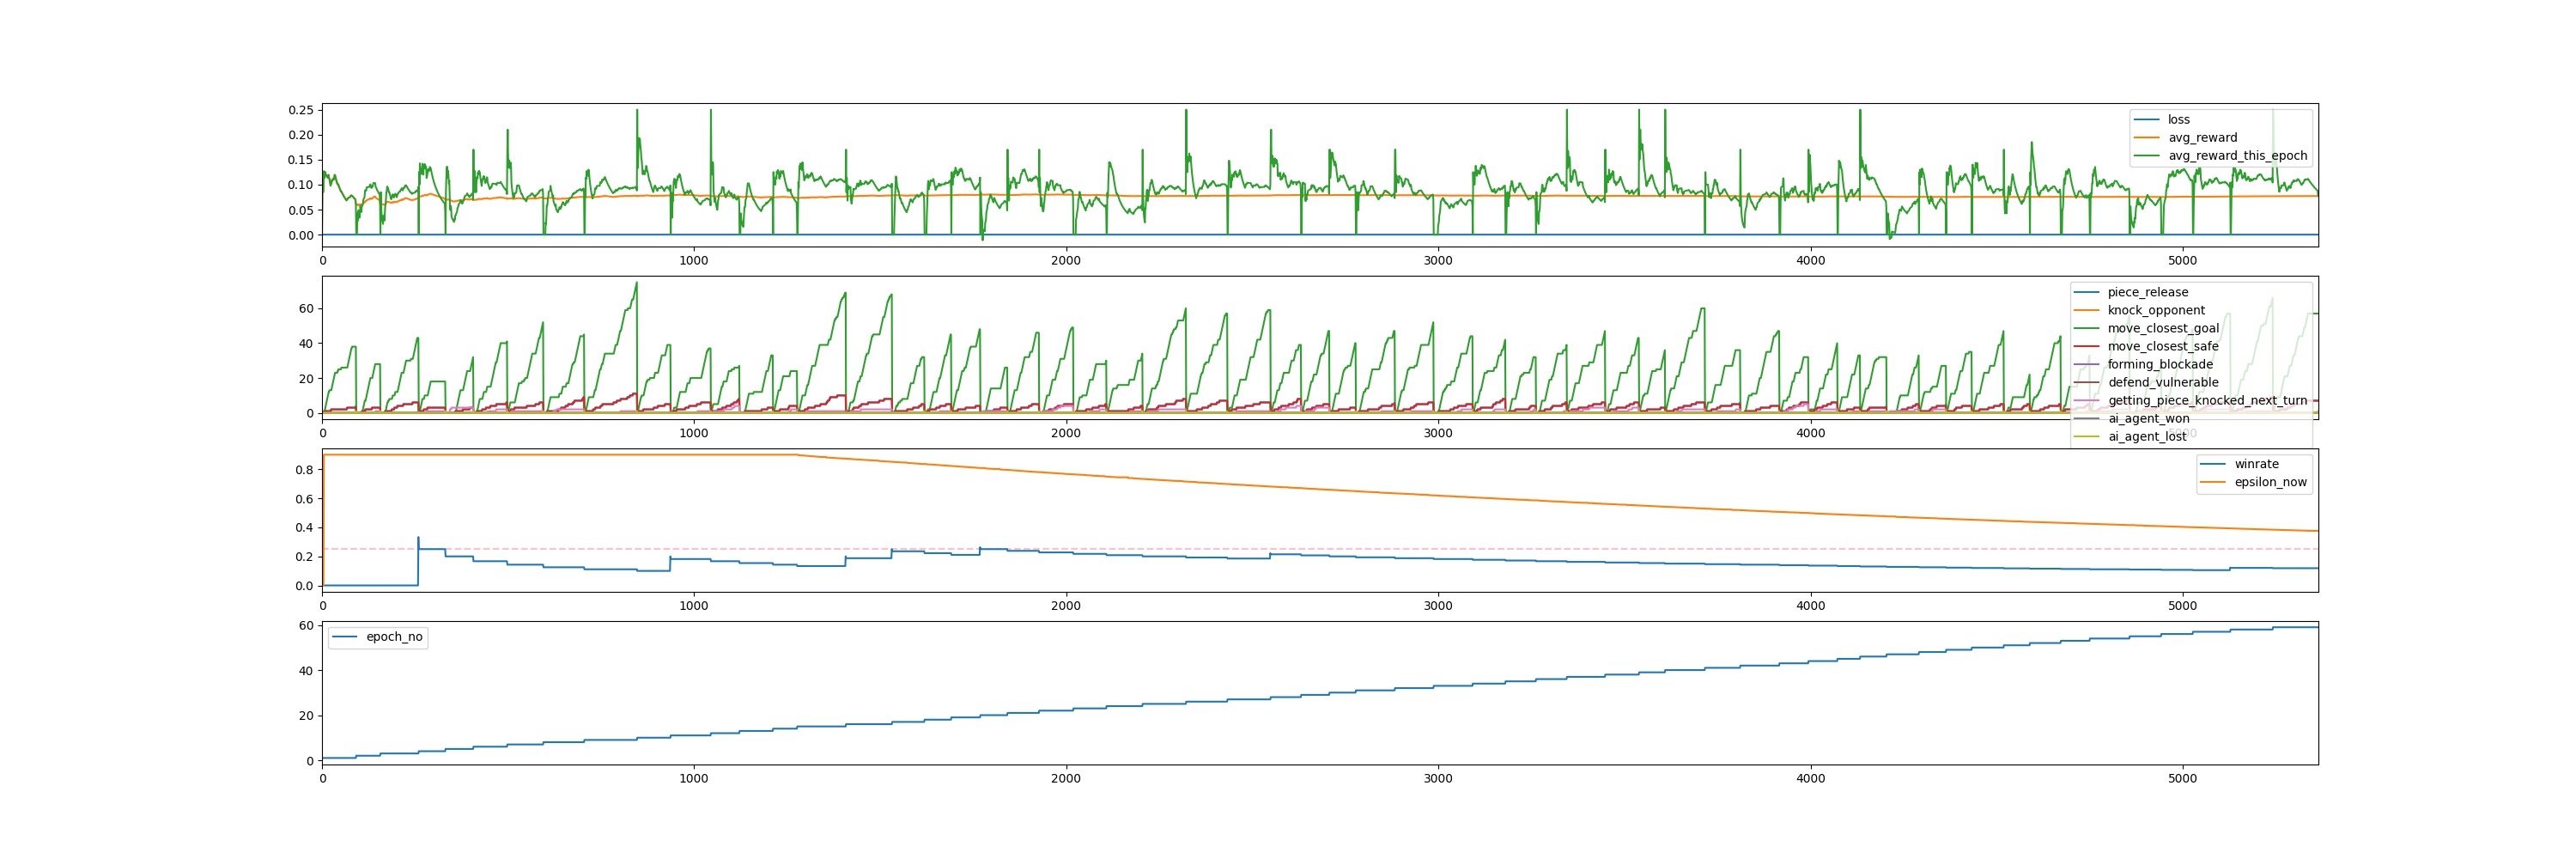 0.25
0.20
0.15
0.10
0.05
0.00
loss
avg_reward
avg_reward_this_epoch
0 1000 2000 3000 4000 5000
60
40
20
0
piece_release
knock_opponent
move_closest_goal
move_closest_safe
forming_blockade
defend_vulnerable
getting_piece_knocked_next_turn
ai_agent_won
ai_agent_lost
0 1000 2000 3000 4000 5000
0.8
0.6
0.4
0.2
0.0
winrate
epsilon_now
0 1000 2000 3000 4000 5000
60
40
20
0
epoch_no
0 1000 2000 3000 4000 5000